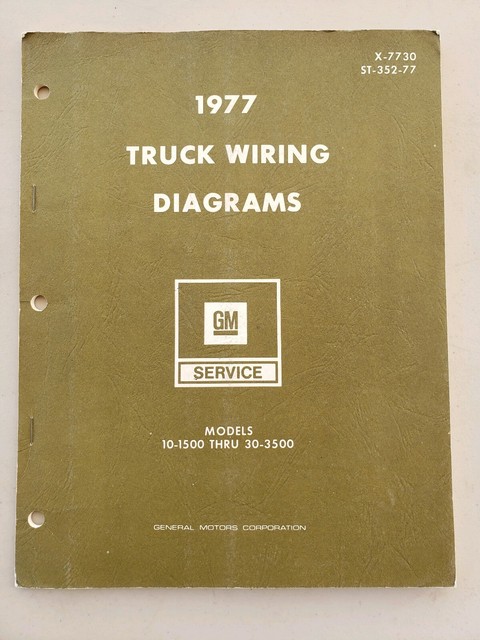 X-7730
ST-352-77
1977
TRUCK WIRING
DIAGRAMS
GM
SERVICE
MODELS
10-1500 THRU 30-3500
GENERAL MOTORS CORPORATION